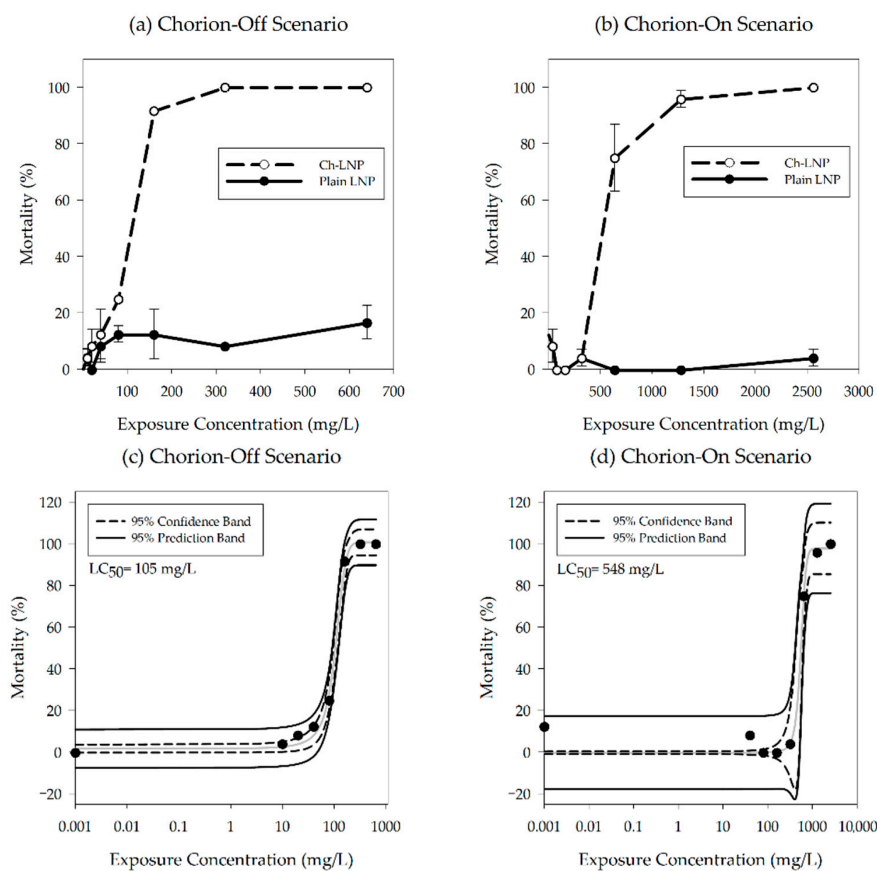 (a) Chorion-Off Scenario
100
80
60
40
20
0
Mortality (%)
Ch-LNP
Plain LNP
100 200 300 400 500 600 700
Exposure Concentration (mg/L)
(b) Chorion-On Scenario
100
80
60
40
20
0
Mortality (%)
Ch-LNP
Plain LNP
500 1000 1500 2000 2500 3000
Exposure Concentration (mg/L)
(c) Chorion-Off Scenario
120
100
80
60
40
20
0
−20
Mortality (%)
95% Confidence Band
95% Prediction Band
LC50= 105 mg/L
0.001 0.01 0.1 1 10 100 1000
Exposure Concentration (mg/L)
(d) Chorion-On Scenario
120
100
80
60
40
20
0
−20
Mortality (%)
95% Confidence Band
95% Prediction Band
LC50= 548 mg/L
0.001 0.01 0.1 1 10 100 1000 10,000
Exposure Concentration (mg/L)